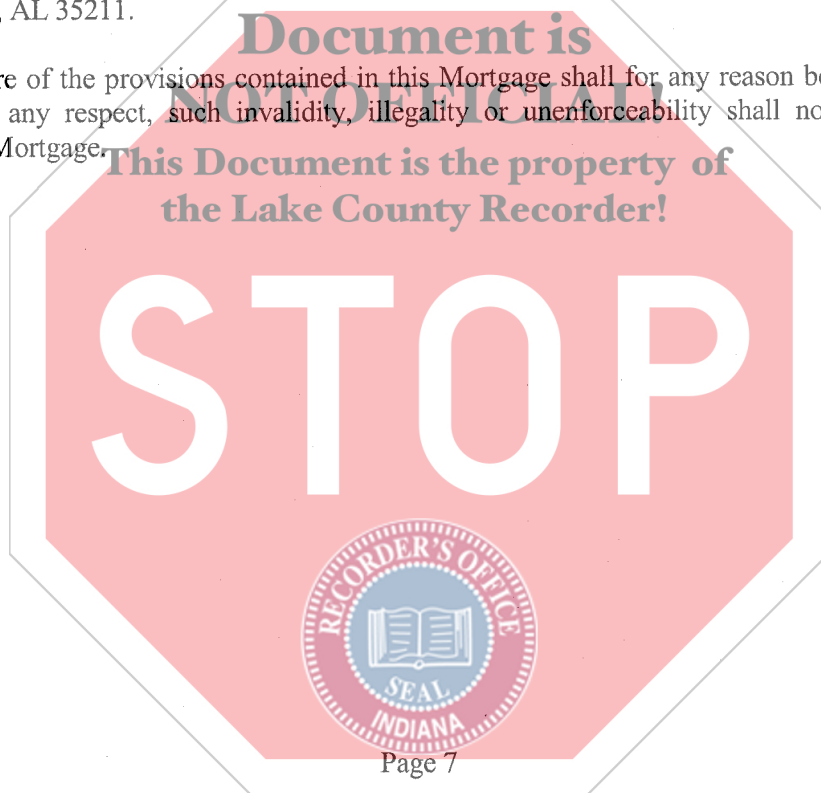 , AL 35211.
Document is
re of the provisions contained in this Mortgage shall for any reason b
NOT OFFICIAL!
any respect, such invalidity, illegality or unenforceability shall no
Mortgage.
This Document is the property of
the Lake County Recorder!
STOP
RECORDER'S OFFICE
SEAL
INDIANA
Page 7